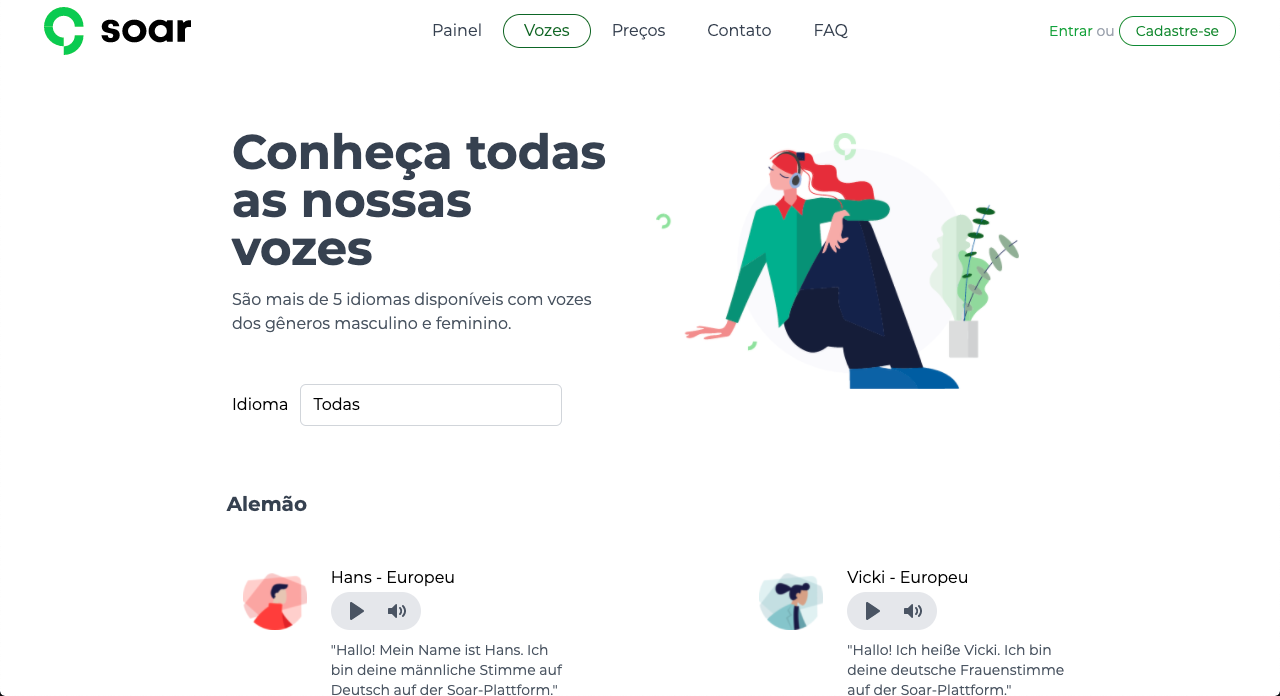 soar
Painel
Vozes
Preços
Contato
FAQ
Entrar ou Cadastre-se
Conheça todas
as nossas
vozes
São mais de 5 idiomas disponíveis com vozes
dos gêneros masculino e feminino.
Idioma
Todas
Alemão
Hans - Europeu
"Hallo! Mein Name ist Hans. Ich
bin deine männliche Stimme auf
Deutsch auf der Soar-Plattform."
Vicki - Europeu
"Hallo! Ich heiße Vicki. Ich bin
deine deutsche Frauenstimme
auf der Soar-Plattform."